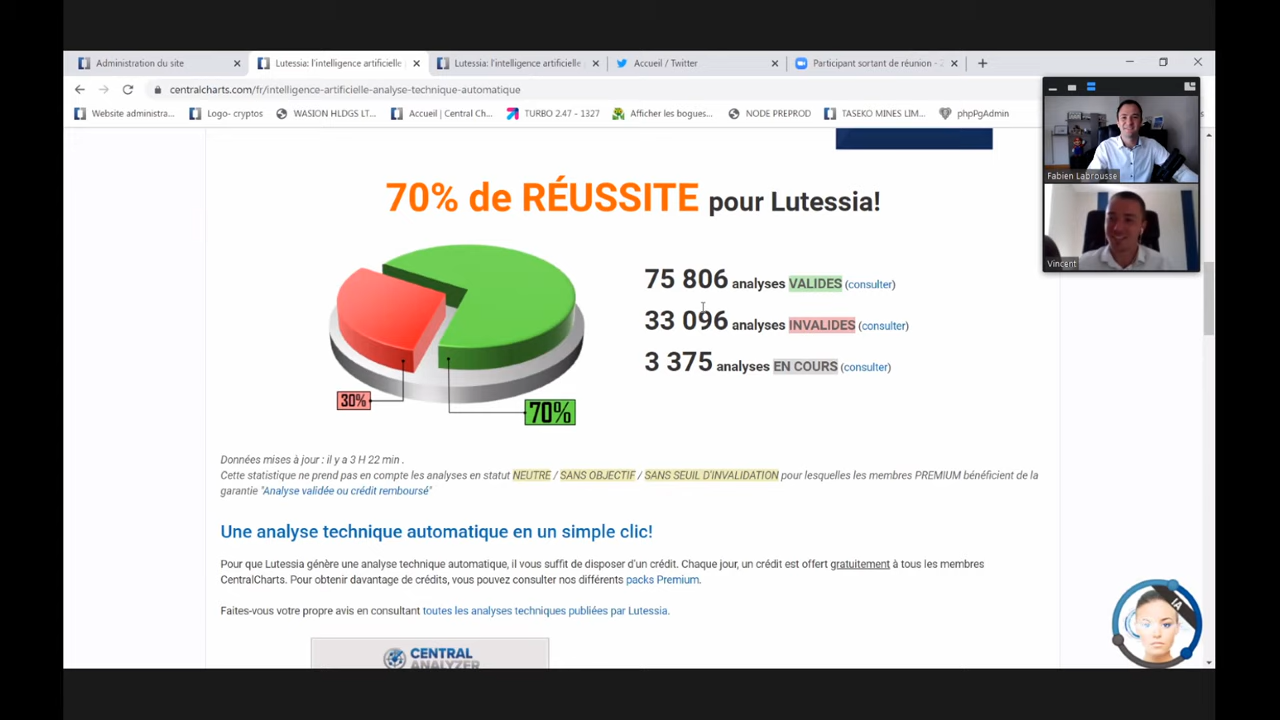 Administration du site
Lutessia: l'intelligence artificielle
Lutessia: l'intelligence artificielle
Accueil / Twitter
Participant sortant de réunion - Z
centralcharts.com/fr/intelligence-artificielle-analyse-technique-automatique
Website administra...
Logo- cryptos
WASION HLDGS LT...
Accueil | Central Ch...
TURBO 2.47 - 1327
Afficher les bogues...
NODE PREPROD
TASEKO MINES LIM...
phpPgAdmin
Fabien Labrousse
Vincent
70% de RÉUSSITE pour Lutessia!
75 806 analyses VALIDES (consulter)
33 096 analyses INVALIDES (consulter)
3 375 analyses EN COURS (consulter)
30%
70%
Données mises à jour : il y a 3 H 22 min .
Cette statistique ne prend pas en compte les analyses en statut NEUTRE / SANS OBJECTIF / SANS SEUIL D'INVALIDATION pour lesquelles les membres PREMIUM bénéficient de la
garantie "Analyse validée ou crédit remboursé"
Une analyse technique automatique en un simple clic!
Pour que Lutessia génère une analyse technique automatique, il vous suffit de disposer d'un crédit. Chaque jour, un crédit est offert gratuitement à tous les membres
CentralCharts. Pour obtenir davantage de crédits, vous pouvez consulter nos différents packs Premium.
Faites-vous votre propre avis en consultant toutes les analyses techniques publiées par Lutessia.
CENTRAL
ANALYZER
IA